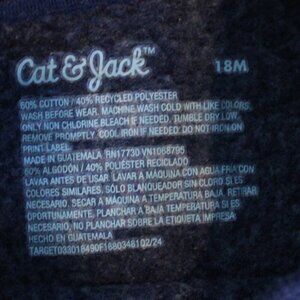 Cat & Jack™
18M
60% COTTON / 40% RECYCLED POLYESTER
WASH BEFORE WEAR. MACHINE WASH COLD WITH LIKE COLORS.
ONLY NON CHLORINE BLEACH IF NEEDED. TUMBLE DRY LOW.
REMOVE PROMPTLY. COOL IRON IF NEEDED. DO NOT IRON ON
PRINT LABEL.
MADE IN GUATEMALA RN17730 VN1068795
60% ALGODÓN / 40% POLIÉSTER RECICLADO
LAVAR ANTES DE USAR. LAVAR A MÁQUINA CON AGUA FRÍA CON
COLORES SIMILARES. SÓLO BLANQUEADOR SIN CLORO SI ES
NECESARIO. SECAR A MÁQUINA A TEMPERATURA BAJA. RETIRAR
OPORTUNAMENTE. PLANCHAR A BAJA TEMPERATURA SI ES
NECESARIO. NO PLANCHAR SOBRE LA ETIQUETA IMPRESA
HECHO EN GUATEMALA